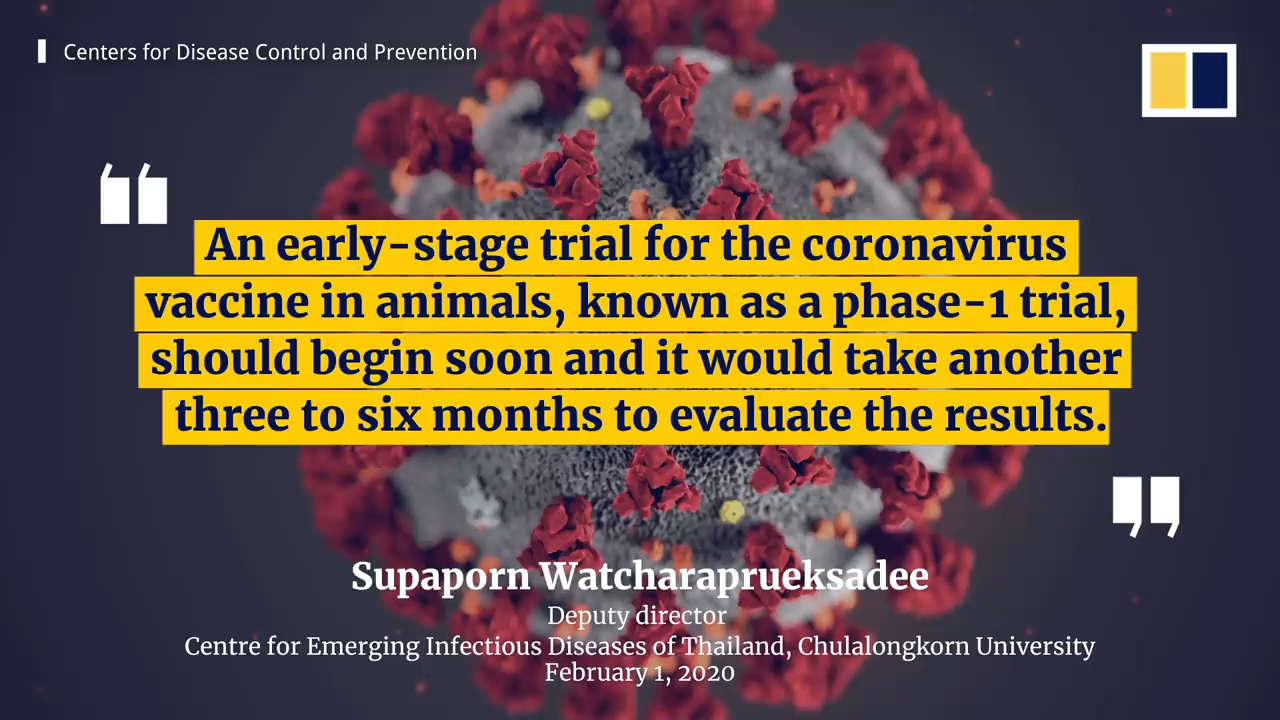 Centers for Disease Control and Prevention
“
An early-stage trial for the coronavirus
vaccine in animals, known as a phase-1 trial,
should begin soon and it would take another
three to six months to evaluate the results.
”
Supaporn Watcharaprueksadee
Deputy director
Centre for Emerging Infectious Diseases of Thailand, Chulalongkorn University
February 1, 2020